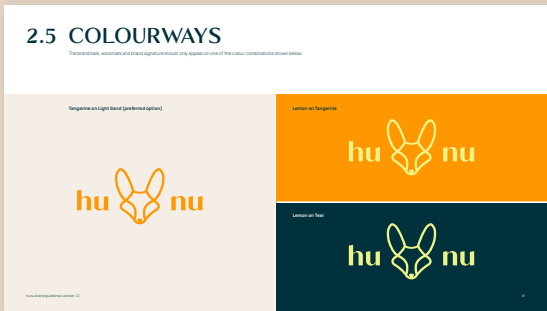 2.5 COLOURWAYS
The brandmark, wordmark and brand signature should only appear on one of the colour combinations shown below.
Tangerine on Light Sand (preferred option)
hu nu
Lemon on Tangerine
hu nu
Lemon on Teal
hu nu